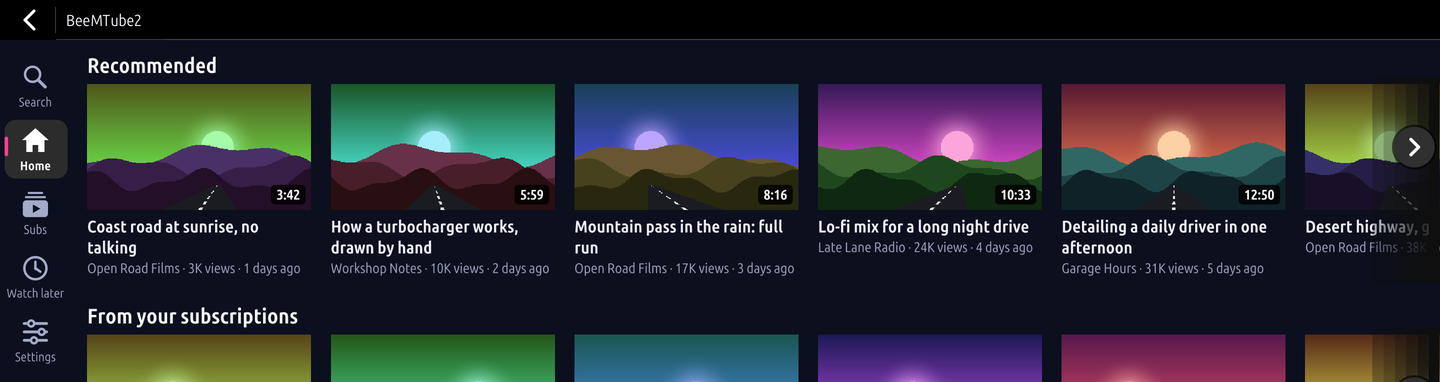 BeeMTube2
Recommended
Search
Home
Subs
Watch later
Settings
3:42
5:59
8:16
10:33
12:50
Coast road at sunrise, no
talking
Open Road Films · 3K views · 1 days ago
How a turbocharger works,
drawn by hand
Workshop Notes · 10K views · 2 days ago
Mountain pass in the rain: full
run
Open Road Films · 17K views · 3 days ago
Lo-fi mix for a long night drive
Late Lane Radio · 24K views · 4 days ago
Detailing a daily driver in one
afternoon
Garage Hours · 31K views · 5 days ago
Desert highway, g
Open Road Films · 38K
From your subscriptions